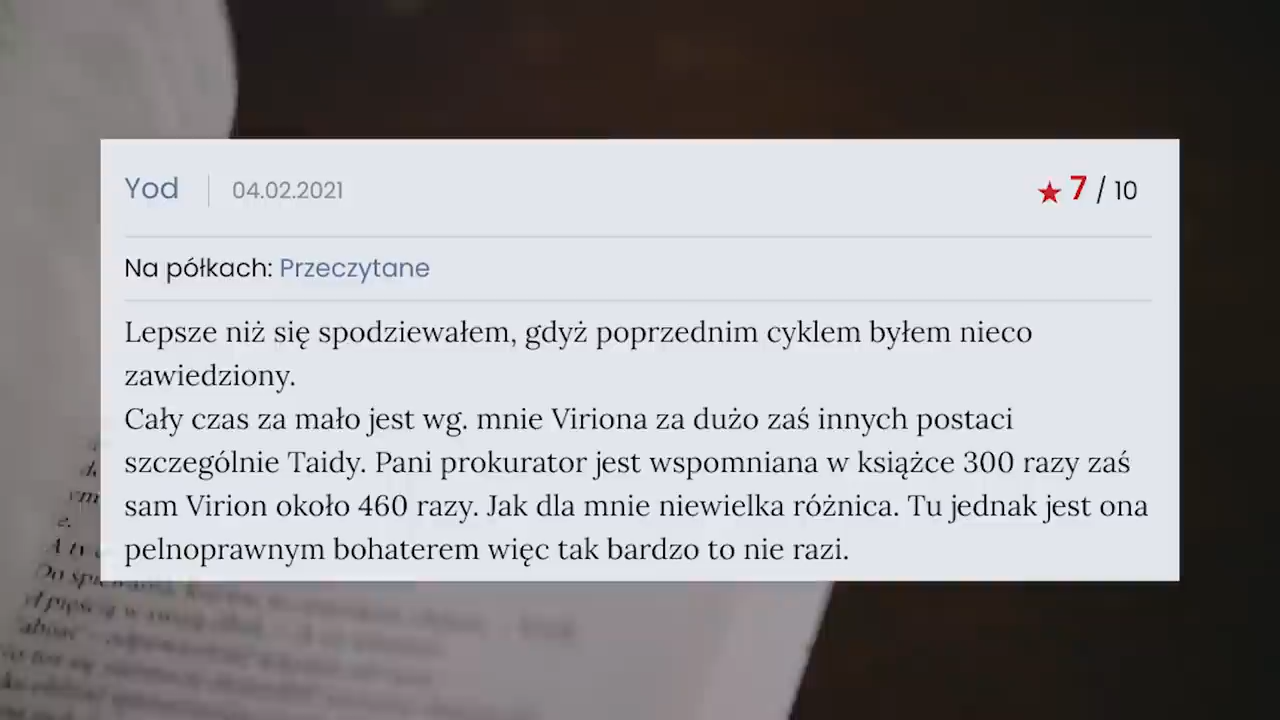 Yod 04.02.2021 ★ 7 / 10
Na półkach: Przeczytane
Lepsze niż się spodziewałem, gdyż poprzednim cyklem byłem nieco
zawiedziony.
Cały czas za mało jest wg. mnie Viriona za dużo zaś innych postaci
szczególnie Taidy. Pani prokurator jest wspomniana w książce 300 razy zaś
sam Virion około 460 razy. Jak dla mnie niewielka różnica. Tu jednak jest ona
pelnoprawnym bohaterem więc tak bardzo to nie razi.